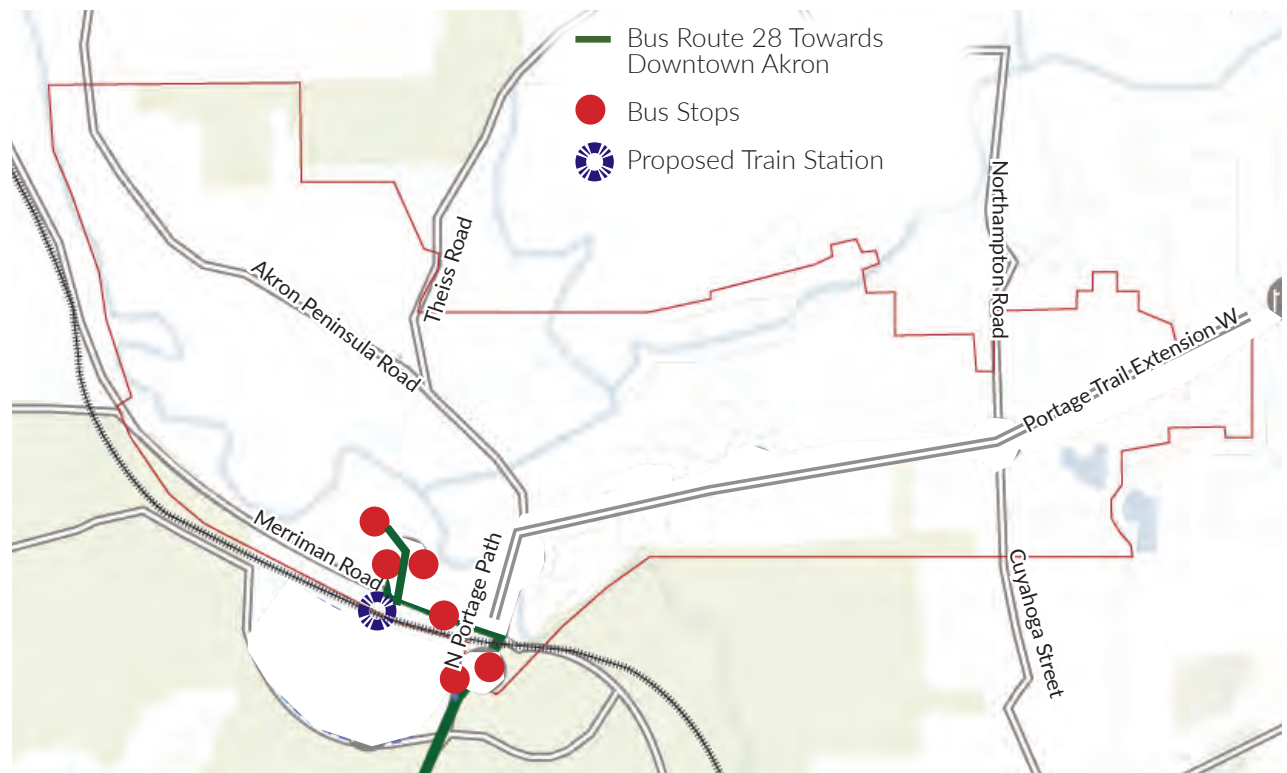 Bus Route 28 Towards
Downtown Akron
Bus Stops
Proposed Train Station
Northampton Road
Theiss Road
Akron Peninsula Road
Portage Trail Extension W
Merriman Road
N Portage Path
Cuyahoga Street